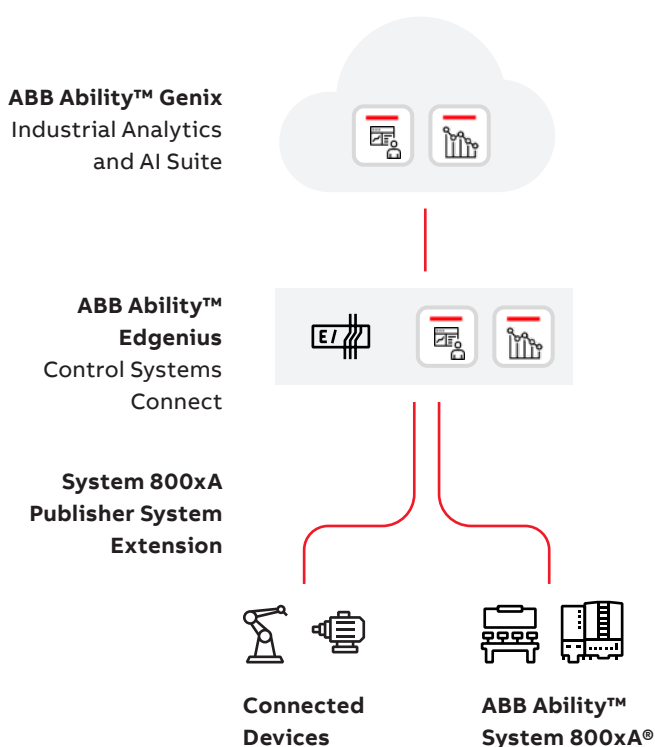 ABB Ability™ Genix
Industrial Analytics
and AI Suite
ABB Ability™
Edgenius
Control Systems
Connect
E/
System 800xA
Publisher System
Extension
Connected
Devices
ABB Ability™
System 800xA®